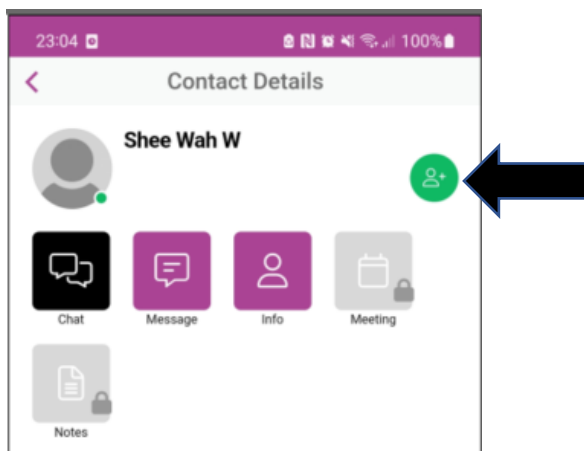 23:04 100%
Contact Details
Shee Wah W
Chat Message Info Meeting
Notes